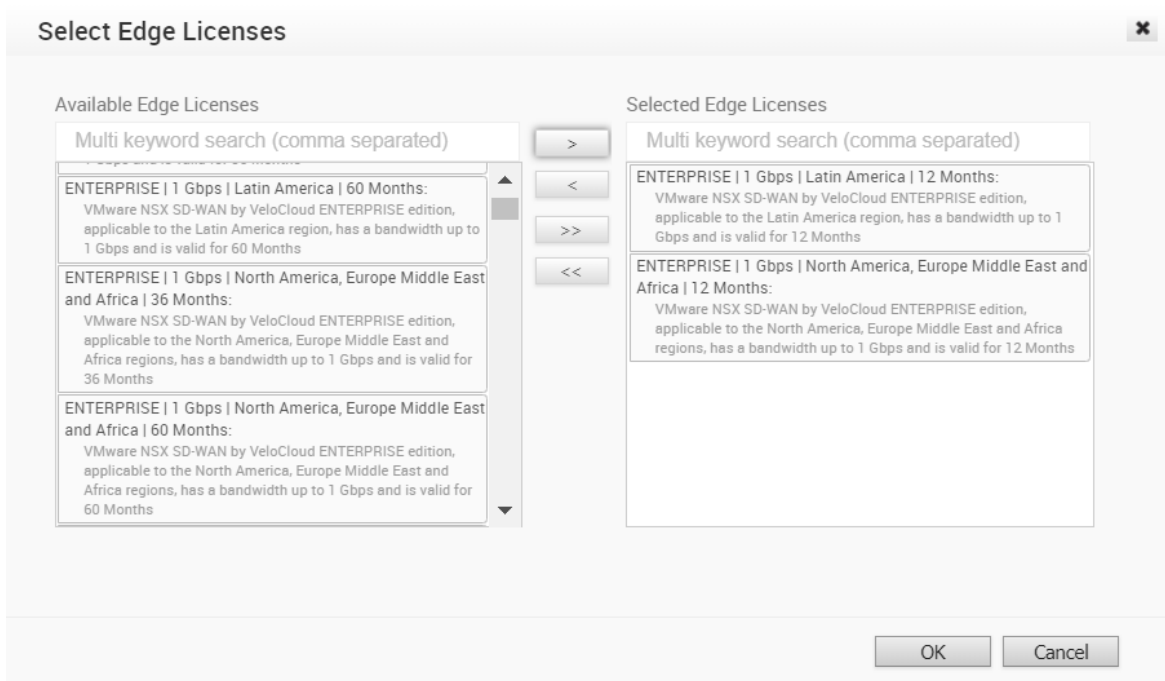 Select Edge Licenses
Available Edge Licenses
Multi keyword search (comma separated)
ENTERPRISE | 1 Gbps | Latin America | 60 Months:
VMware NSX SD-WAN by VeloCloud ENTERPRISE edition,
applicable to the Latin America region, has a bandwidth up to
1 Gbps and is valid for 60 Months
ENTERPRISE | 1 Gbps | North America, Europe Middle East
and Africa | 36 Months:
VMware NSX SD-WAN by VeloCloud ENTERPRISE edition,
applicable to the North America, Europe Middle East and
Africa regions, has a bandwidth up to 1 Gbps and is valid for
36 Months
ENTERPRISE | 1 Gbps | North America, Europe Middle East
and Africa | 60 Months:
VMware NSX SD-WAN by VeloCloud ENTERPRISE edition,
applicable to the North America, Europe Middle East and
Africa regions, has a bandwidth up to 1 Gbps and is valid for
60 Months
>
<
>>
<<
Selected Edge Licenses
Multi keyword search (comma separated)
ENTERPRISE | 1 Gbps | Latin America | 12 Months:
VMware NSX SD-WAN by VeloCloud ENTERPRISE edition,
applicable to the Latin America region, has a bandwidth up to 1
Gbps and is valid for 12 Months
ENTERPRISE | 1 Gbps | North America, Europe Middle East and
Africa | 12 Months:
VMware NSX SD-WAN by VeloCloud ENTERPRISE edition,
applicable to the North America, Europe Middle East and Africa
regions, has a bandwidth up to 1 Gbps and is valid for 12 Months
OK
Cancel